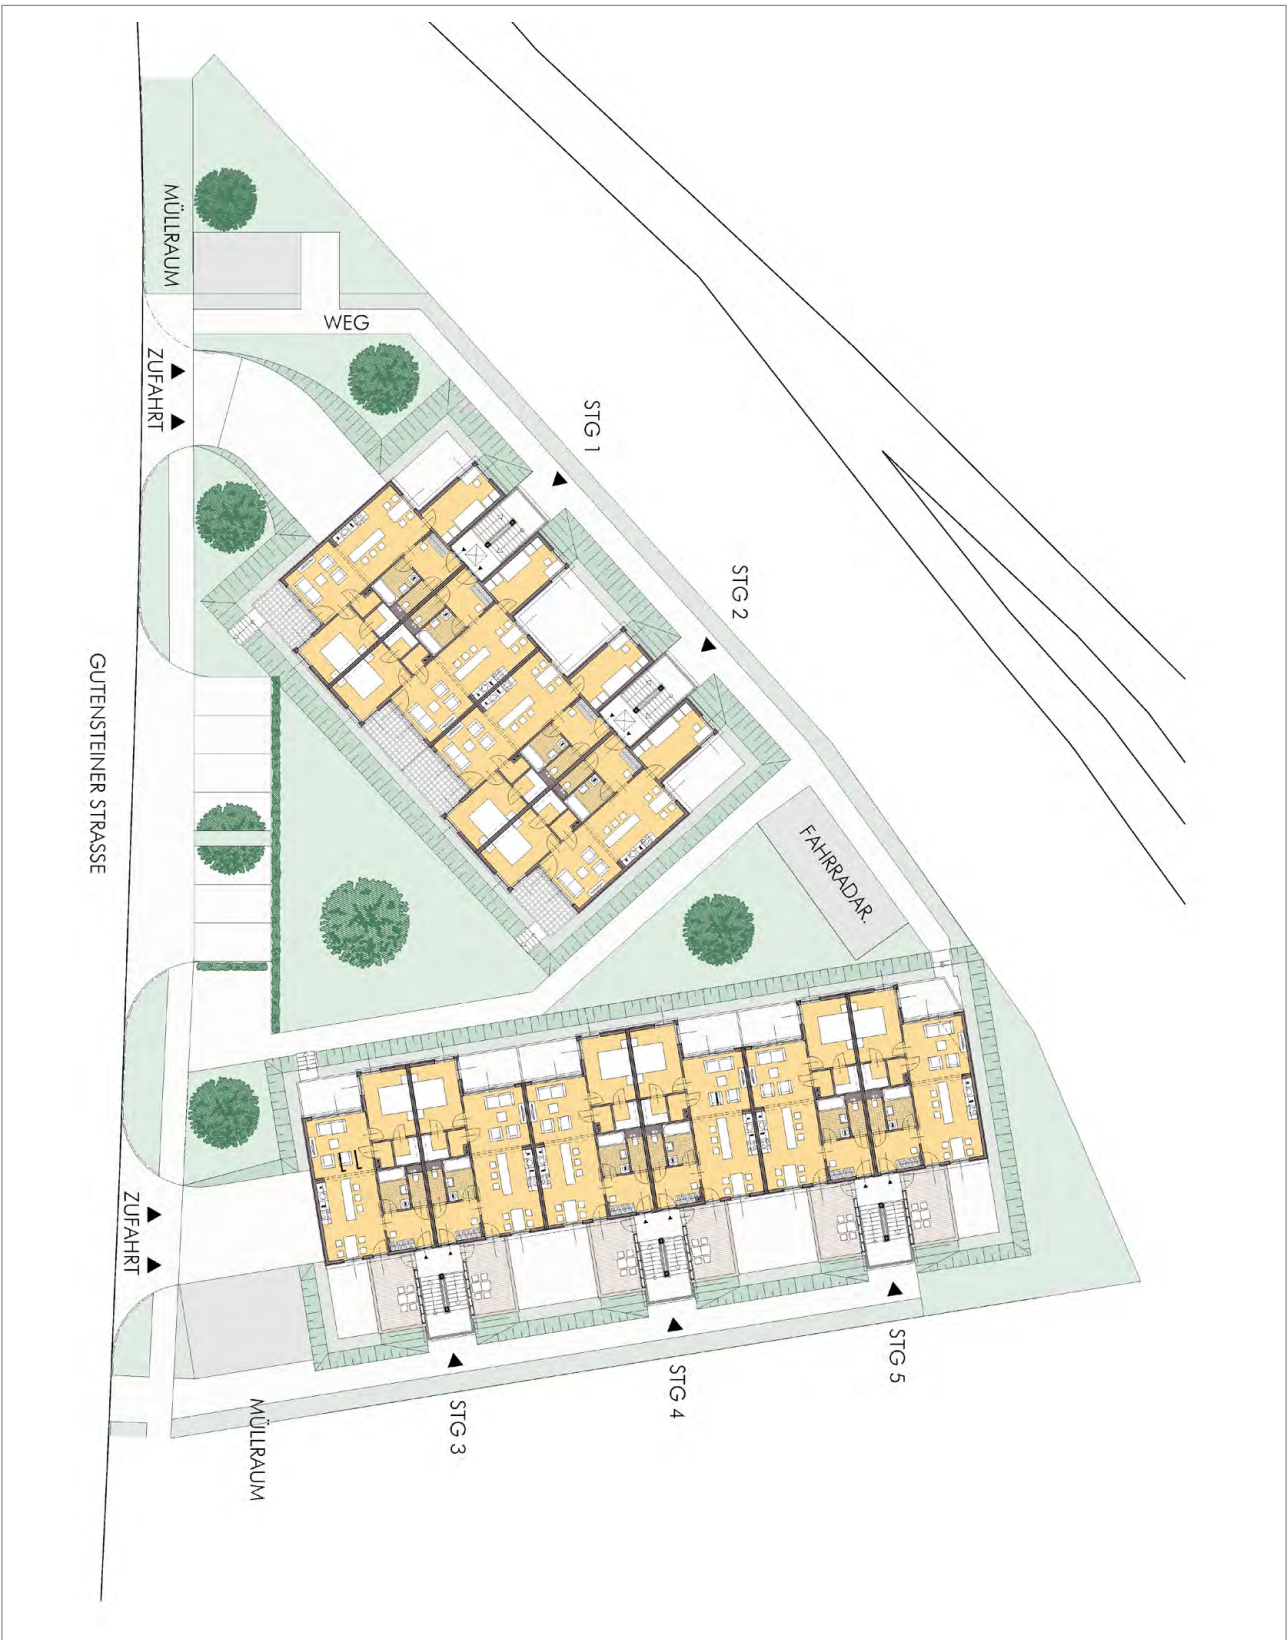 MÜLLRAUM
WEG
ZUFAHRT
STG 1
STG 2
GUTENSTEINER STRASSE
FAHRRADAR.
ZUFAHRT
STG 5
STG 4
STG 3
MÜLLRAUM